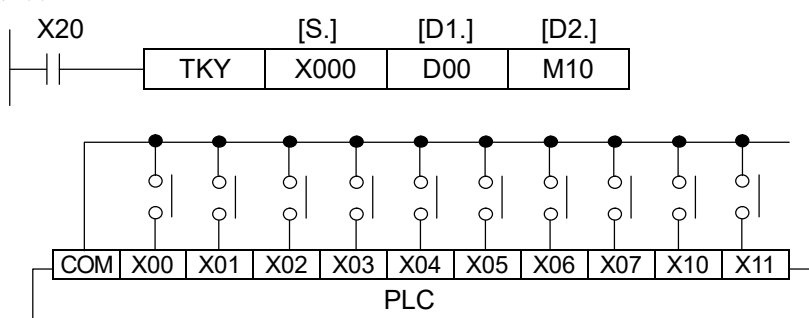 X20 [S.] [D1.] [D2.]
TKY X000 D00 M10
COM X00 X01 X02 X03 X04 X05 X06 X07 X10 X11
PLC